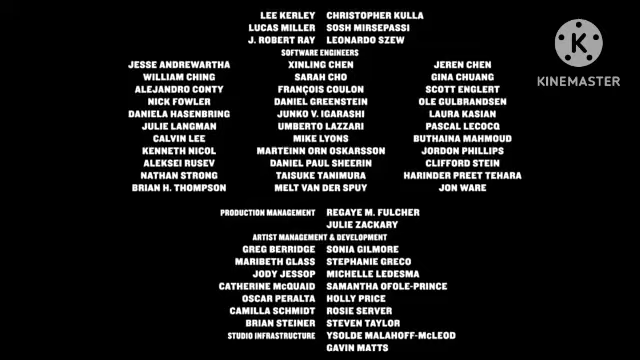 LEE KERLEY CHRISTOPHER KULLA
LUCAS MILLER SOSH MIRSEPASSI
J. ROBERT RAY LEONARDO SZEW
SOFTWARE ENGINEERS
JESSE ANDREWARTHA XINLING CHEN JEREN CHEN
WILLIAM CHING SARAH CHO GINA CHUANG
ALEJANDRO CONTY FRANÇOIS COULON SCOTT ENGLERT
NICK FOWLER DANIEL GREENSTEIN OLE GULBRANDSEN
DANIELA HASENBRING JUNKO V. IGARASHI LAURA KASIAN
JULIE LANGMAN UMBERTO LAZZARI PASCAL LECOCQ
CALVIN LEE MIKE LYONS BUTHAINA MAHMOUD
KENNETH NICOL MARTEINN ORN OSKARSSON JORDON PHILLIPS
ALEKSEI RUSEV DANIEL PAUL SHEERIN CLIFFORD STEIN
NATHAN STRONG TAISUKE TANIMURA HARINDER PREET TEHARA
BRIAN H. THOMPSON MELT VAN DER SPUY JON WARE
PRODUCTION MANAGEMENT REGAYE M. FULCHER
JULIE ZACKARY
ARTIST MANAGEMENT & DEVELOPMENT
GREG BERRIDGE SONIA GILMORE
MARIBETH GLASS STEPHANIE GRECO
JODY JESSOP MICHELLE LEDESMA
CATHERINE McQUAID SAMANTHA OFOLE-PRINCE
OSCAR PERALTA HOLLY PRICE
CAMILLA SCHMIDT ROSIE SERVER
BRIAN STEINER STEVEN TAYLOR
STUDIO INFRASTRUCTURE YSOLDE MALAHOFF-McLEOD
GAVIN MATTS
K
KINEMASTER